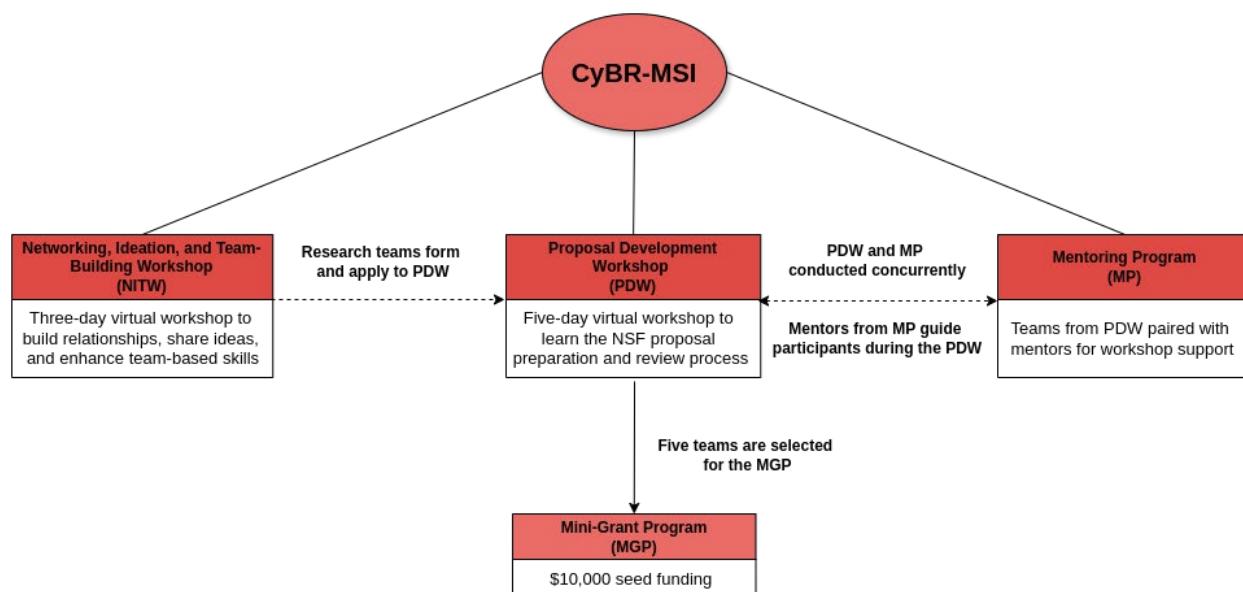 CyBR-MSI
Networking, Ideation, and Team-
Building Workshop
(NITW)
Three-day virtual workshop to
build relationships, share ideas,
and enhance team-based skills
Research teams form
and apply to PDW
Proposal Development
Workshop
(PDW)
Five-day virtual workshop to
learn the NSF proposal
preparation and review process
PDW and MP
conducted concurrently
Mentors from MP guide
participants during the PDW
Mentoring Program
(MP)
Teams from PDW paired with
mentors for workshop support
Five teams are selected
for the MGP
Mini-Grant Program
(MGP)
$10,000 seed funding